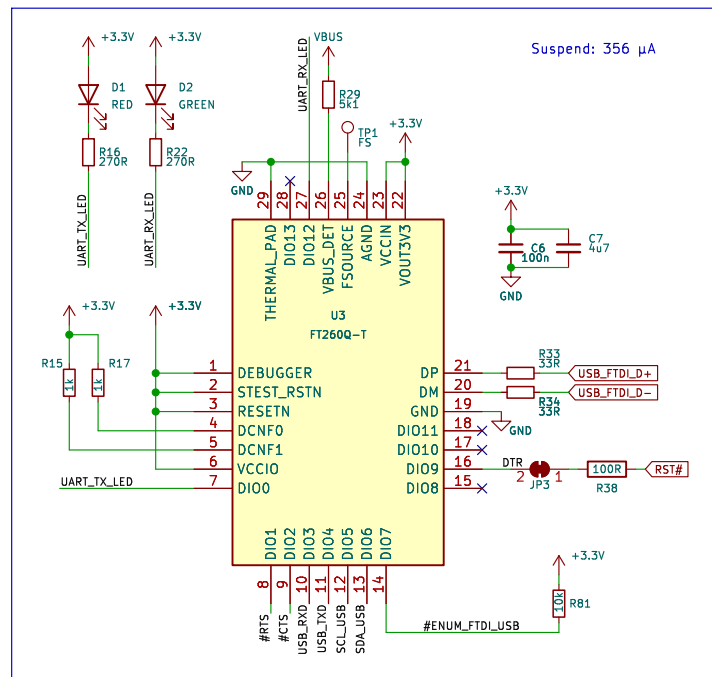 Suspend: 356 µA
+3.3V
+3.3V
VBUS
D1
RED
D2
GREEN
UART_RX_LED
R29
5k1
TP1
FS
+3.3V
R16
270R
R22
270R
GND
UART_TX_LED
UART_RX_LED
29
28
27
26
25
24
23
22
THERMAL_PAD
DIO13
DIO12
VBUS_DET
FSOURCE
AGND
VCCIN
VOUT3V3
+3.3V
C6
100n
C7
4u7
GND
U3
FT260Q-T
+3.3V
+3.3V
R15
1k
R17
1k
1 DEBUGGER
2 STEST_RSTN
3 RESETN
4 DCNF0
5 DCNF1
6 VCCIO
7 DIO0
UART_TX_LED
DP 21
DM 20
GND 19
DIO11 18
DIO10 17
DIO9 16
DIO8 15
R33
33R
USB_FTDI_D+
R34
33R
USB_FTDI_D-
GND
DTR
2 1
JP3
100R
R38
RST#
DIO1
DIO2
DIO3
DIO4
DIO5
DIO6
DIO7
8
9
10
11
12
13
14
#RTS
#CTS
USB_RXD
USB_TXD
SCL_USB
SDA_USB
#ENUM_FTDI_USB
+3.3V
10k
R81